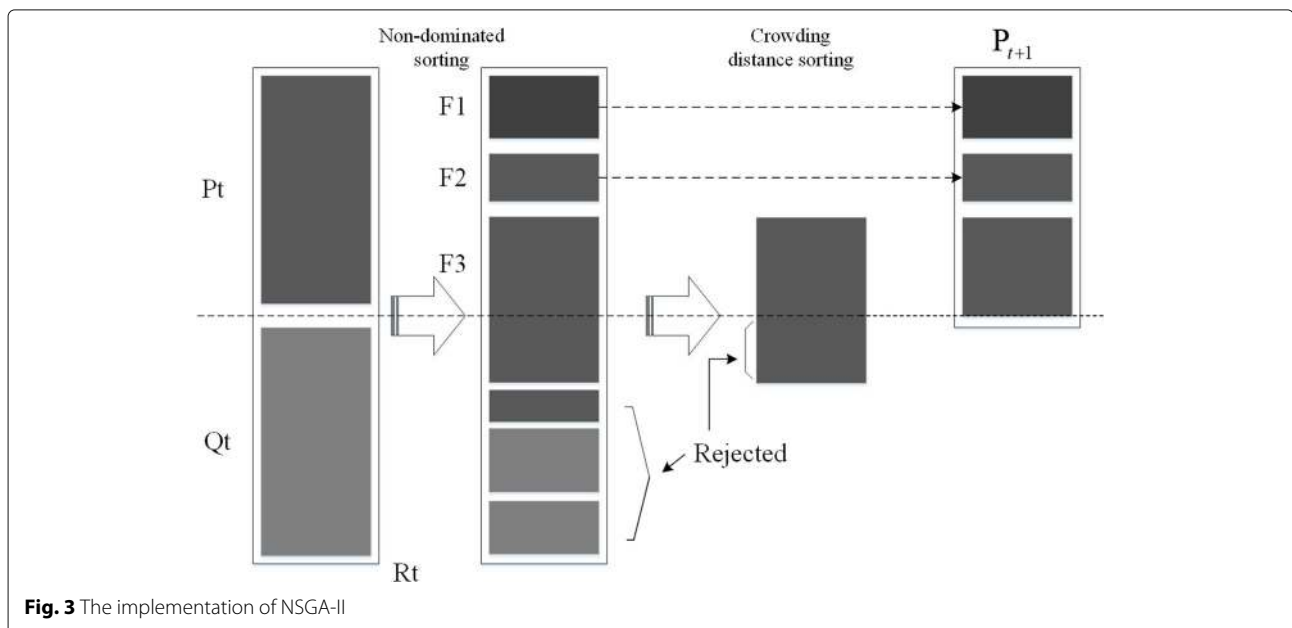 Non-dominated
sorting
Crowding
distance sorting
P_{t+1}
F1
F2
Pt
F3
Qt
Rejected
Rt
Fig. 3 The implementation of NSGA-II